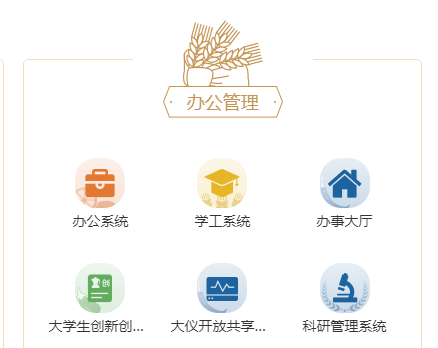 办公管理
办公系统 学工系统 办事大厅
创
大学生创新创... 大仪开放共享... 科研管理系统